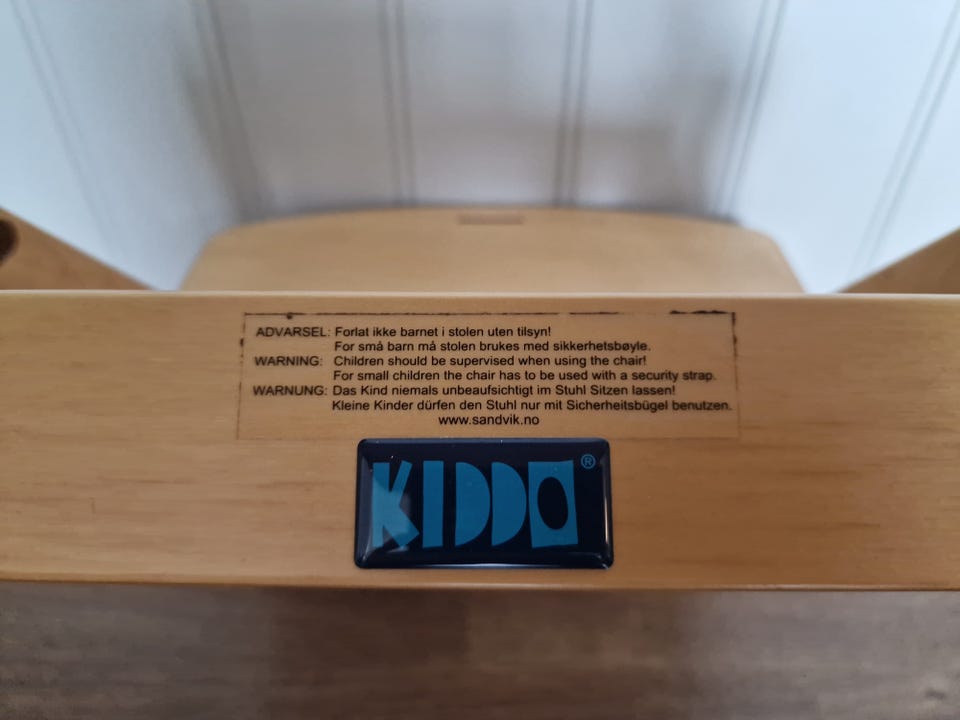 ADVARSEL: Forlat ikke barnet i stolen uten tilsyn!
For små barn må stolen brukes med sikkerhetsbøyle.
WARNING: Children should be supervised when using the chair!
For small children the chair has to be used with a security strap.
WARNUNG: Das Kind niemals unbeaufsichtigt im Stuhl Sitzen lassen!
Kleine Kinder dürfen den Stuhl nur mit Sicherheitsbügel benutzen.
www.sandvik.no
KIDDO®